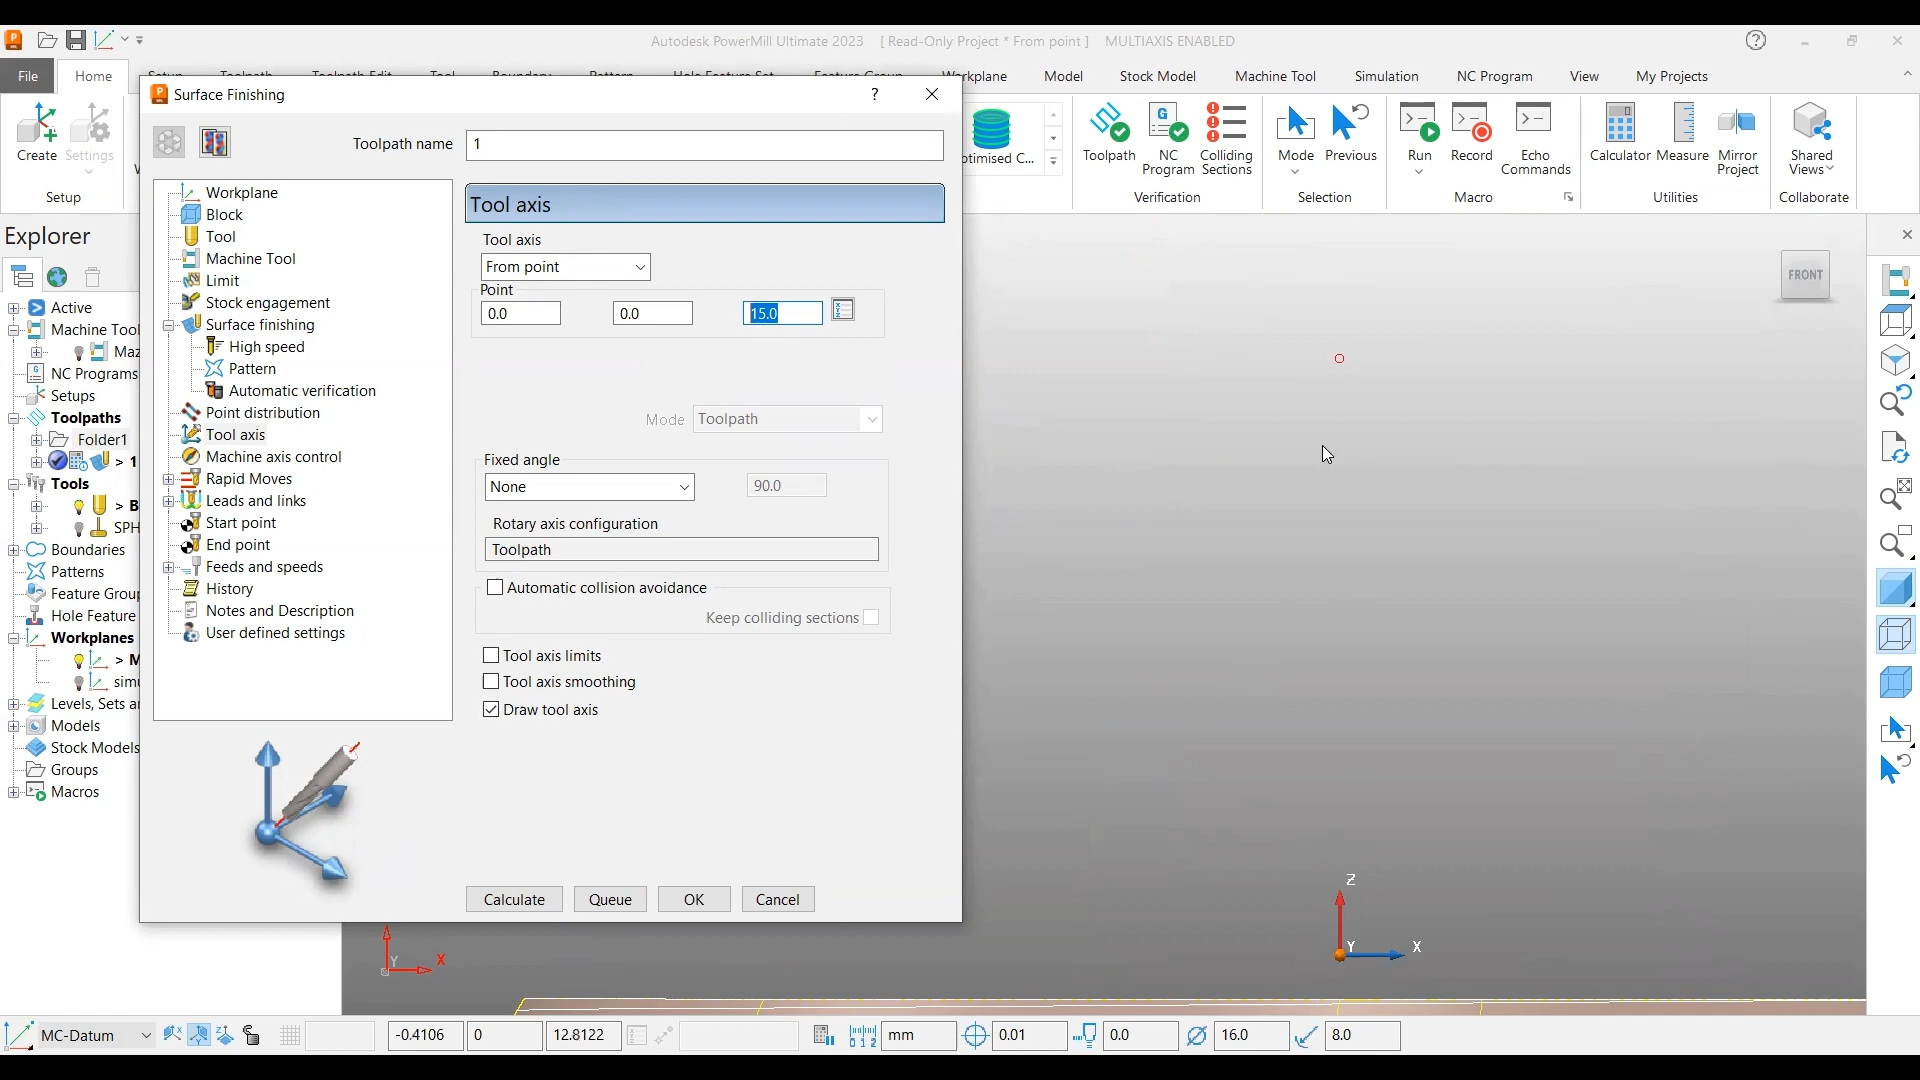 Autodesk PowerMill Ultimate 2023 [ Read-Only Project * From point ] MULTIAXIS ENABLED
File Home Workplane Model Stock Model Machine Tool Simulation NC Program View My Projects
Surface Finishing ?
Toolpath name 1
Create
Settings
Setup
Toolpath
NC Program
Colliding Sections
Verification
Mode
Previous
Selection
Run
Record
Echo Commands
Macro
Calculator
Measure
Mirror Project
Utilities
Shared Views
Collaborate
Explorer
Active
Machine Tool
Maz
NC Programs
Setups
Toolpaths
Folder1
> 1
Tools
> B
SPH
Boundaries
Patterns
Feature Grou
Hole Feature
Workplanes
> M
simu
Levels, Sets a
Models
Stock Models
Groups
Macros
Workplane
Block
Tool
Machine Tool
Limit
Stock engagement
Surface finishing
High speed
Pattern
Automatic verification
Point distribution
Tool axis
Machine axis control
Rapid Moves
Leads and links
Start point
End point
Feeds and speeds
History
Notes and Description
User defined settings
Tool axis
Tool axis
From point
Point
0.0 0.0 15.0
Mode Toolpath
Fixed angle
None 90.0
Rotary axis configuration
Toolpath
Automatic collision avoidance
Keep colliding sections
Tool axis limits
Tool axis smoothing
Draw tool axis
Calculate Queue OK Cancel
FRONT
Z
Y X
Y X
MC-Datum -0.4106 0 12.8122 mm 0.01 0.0 16.0 8.0